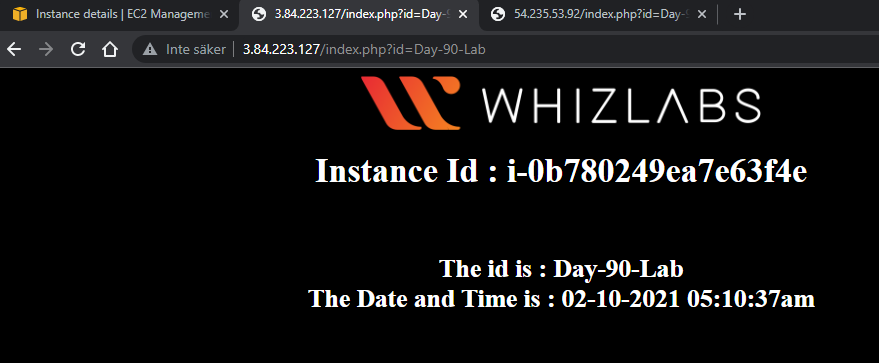 Instance details | EC2 Manageme
3.84.223.127/index.php?id=Day-9
54.235.53.92/index.php?id=Day-9
Inte säker
3.84.223.127/index.php?id=Day-90-Lab
WHIZLABS
Instance Id : i-0b780249ea7e63f4e
The id is : Day-90-Lab
The Date and Time is : 02-10-2021 05:10:37am